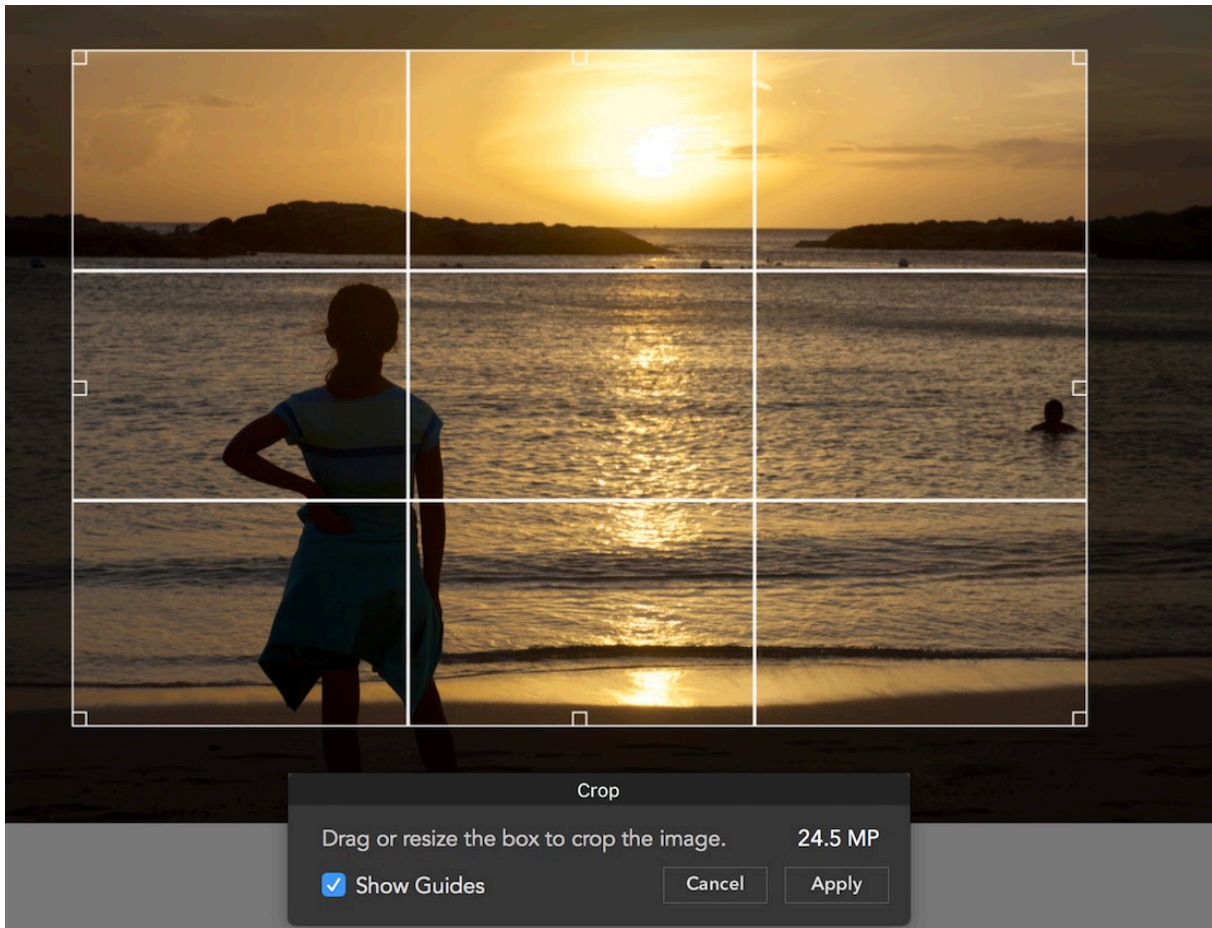 Crop
Drag or resize the box to crop the image. 24.5 MP
Show Guides Cancel Apply